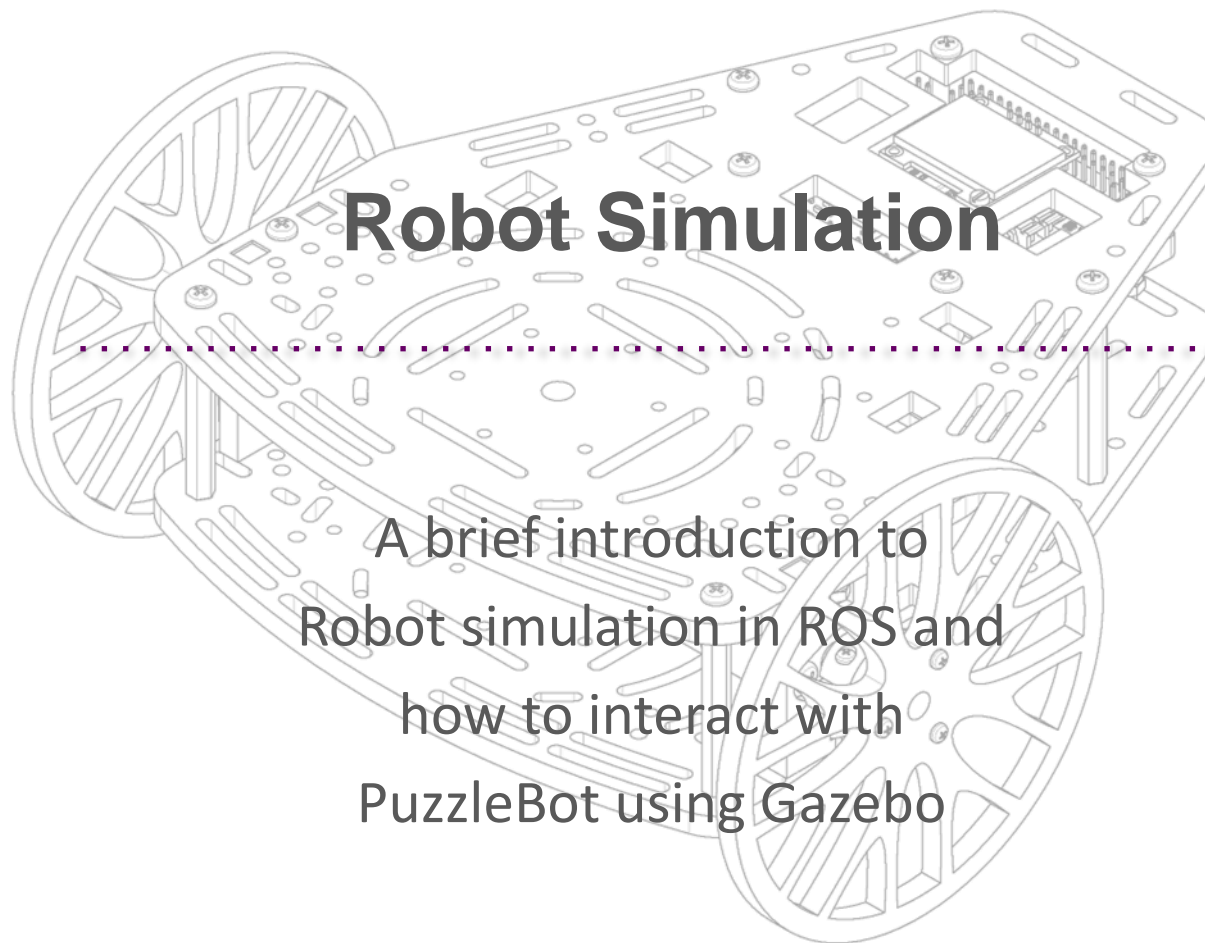 Robot Simulation
A brief introduction to
Robot simulation in ROS and
how to interact with
PuzzleBot using Gazebo